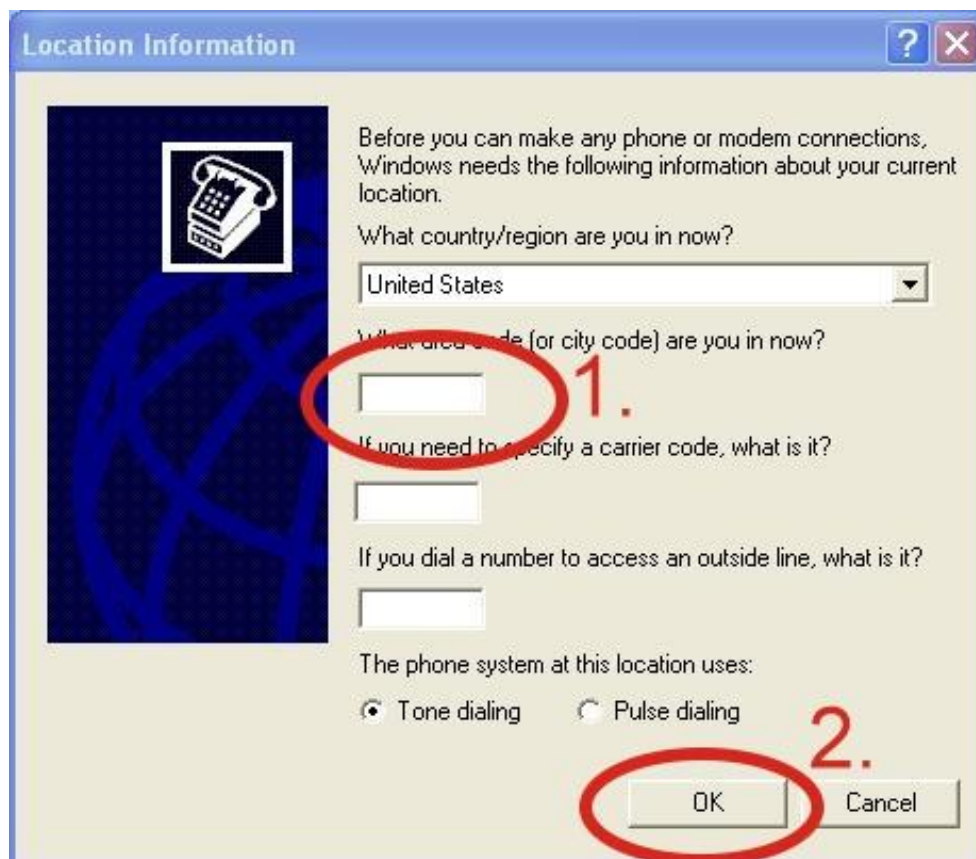 Location Information
Before you can make any phone or modem connections,
Windows needs the following information about your current
location.
What country/region are you in now?
United States
What area code (or city code) are you in now?
1.
If you need to specify a carrier code, what is it?
If you dial a number to access an outside line, what is it?
The phone system at this location uses:
Tone dialing Pulse dialing
2.
OK Cancel